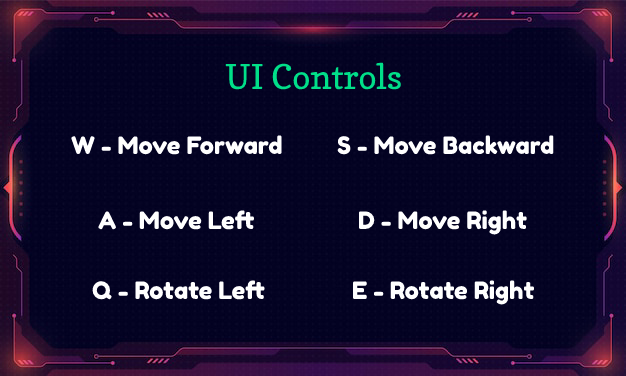 UI Controls
W - Move Forward
S - Move Backward
A - Move Left
D - Move Right
Q - Rotate Left
E - Rotate Right